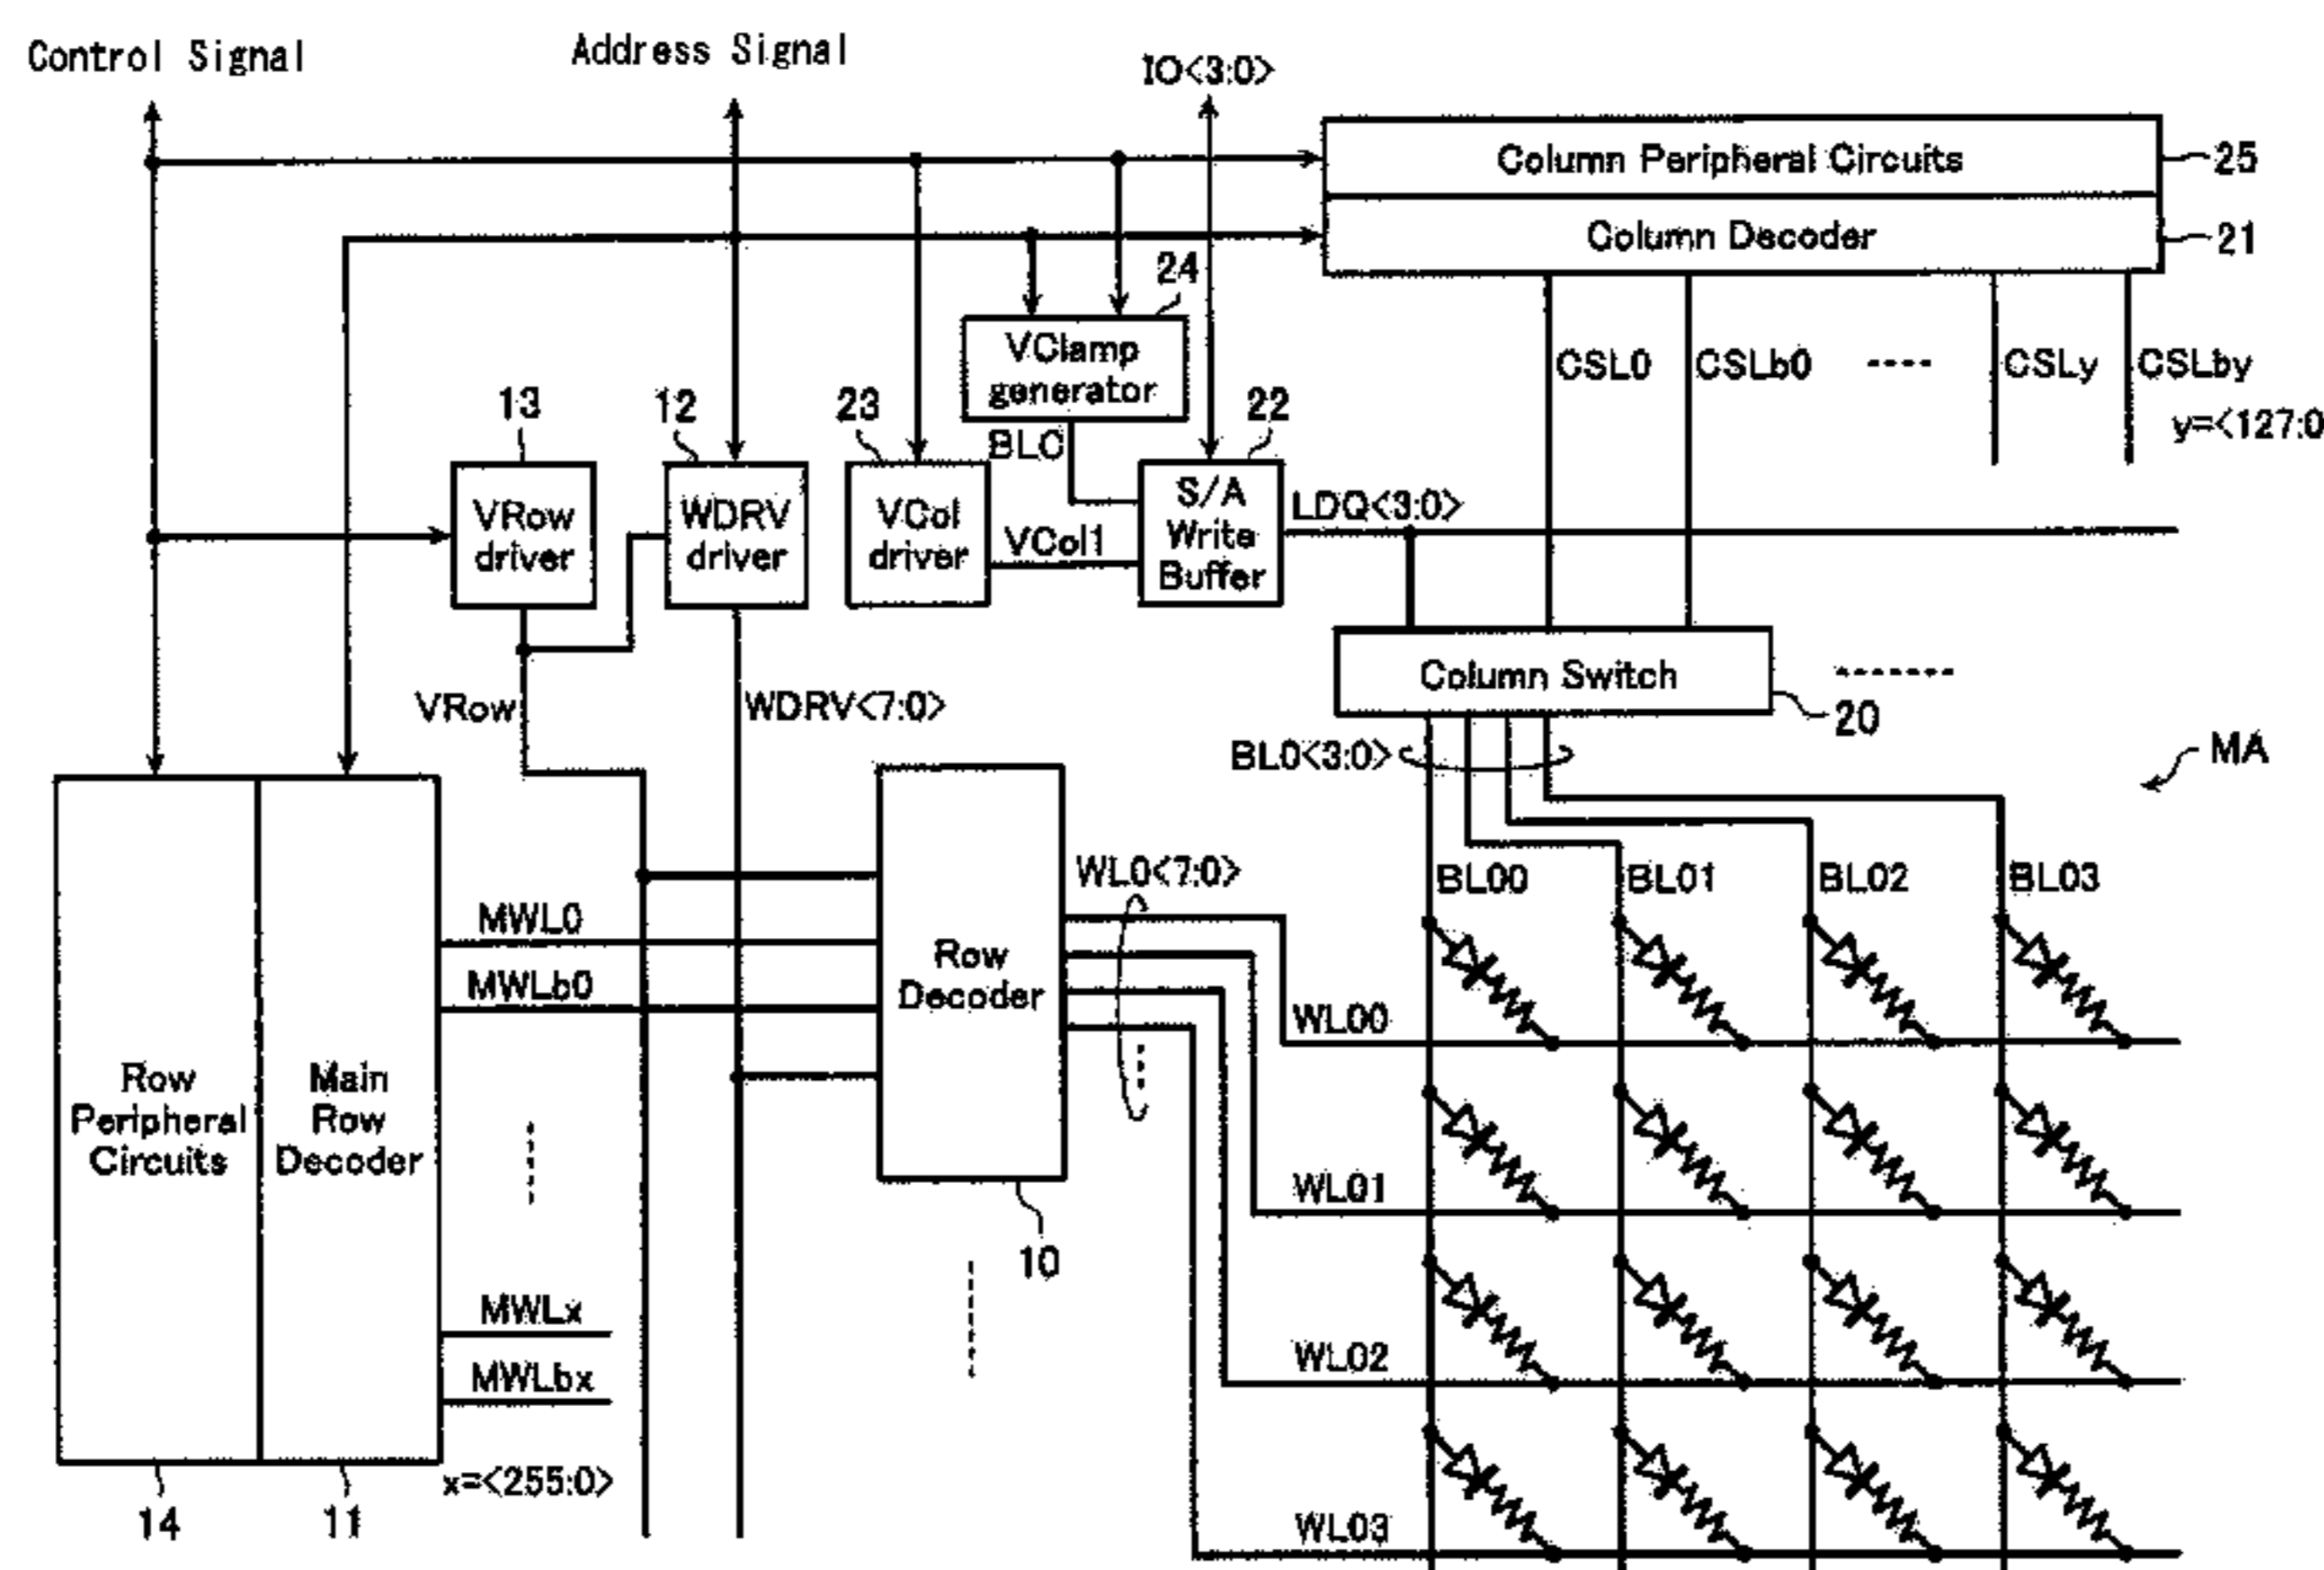 Control Signal
Address Signal
IO<3:0>
Column Peripheral Circuits
25
Column Decoder
21
24
VClamp
generator
CSL0
CSLb0
CSLy
CSLby
y=<127:0
13
12
23
22
BLC
VRow
driver
WDRV
driver
VCol
driver
VCol1
S/A
Write
Buffer
LDQ<3:0>
Column Switch
20
VRow
WDRV<7:0>
BL0<3:0>
MA
WL0<7:0>
BL00
BL01
BL02
BL03
MWL0
MWLb0
Row
Decoder
WL00
Row
Peripheral
Circuits
Main
Row
Decoder
WL01
10
MWLx
MWLbx
WL02
x=<255:0>
14
11
WL03